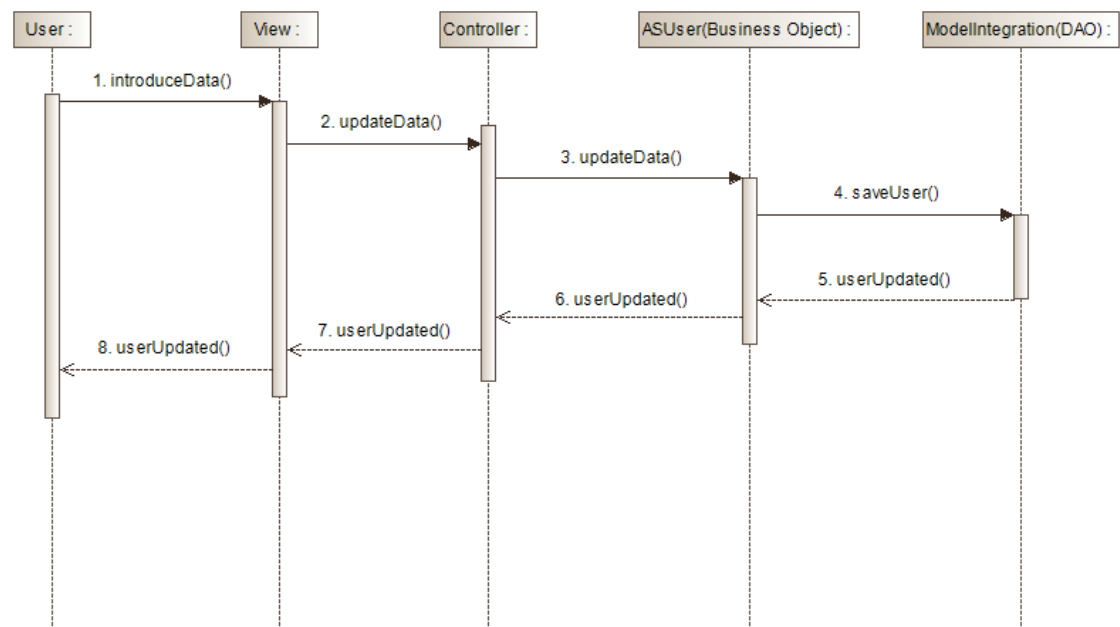 User :
View :
Controller :
ASUser(Business Object) :
ModelIntegration(DAO) :
1. introduceData()
2. updateData()
3. updateData()
4. saveUser()
5. userUpdated()
6. userUpdated()
7. userUpdated()
8. userUpdated()